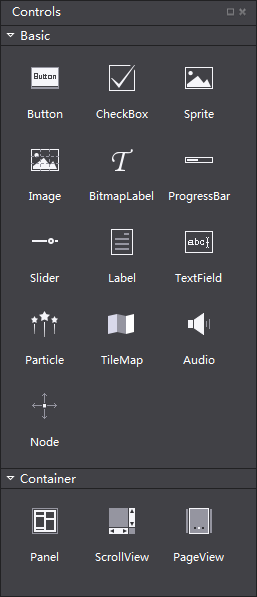 Controls
Basic
Button
Button CheckBox Sprite
Image BitmapLabel ProgressBar
abc
Slider Label TextField
Particle TileMap Audio
Node
Container
Panel ScrollView PageView